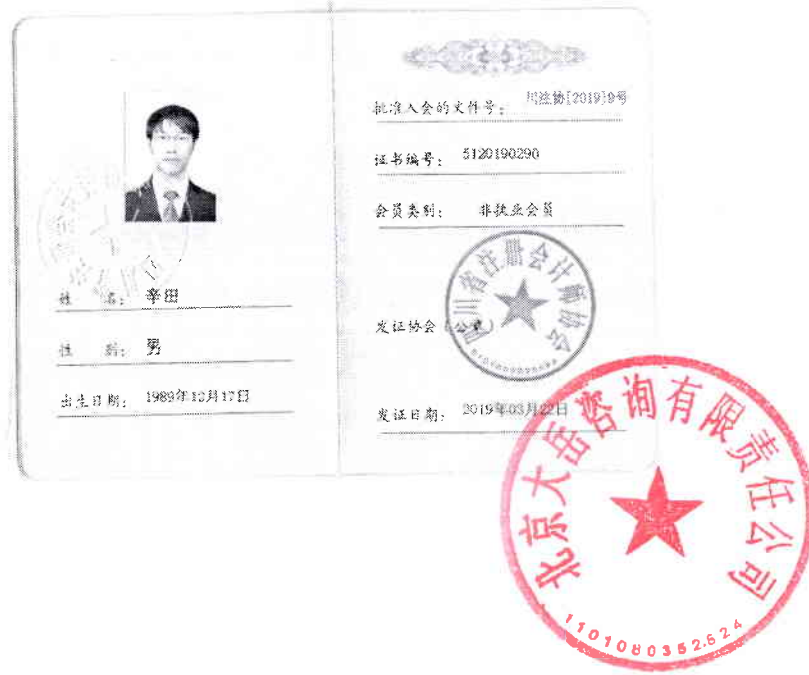 姓 名: 辛田
性 别: 男
出生日期: 1989年12月17日
批准入会的文件号: 川注协[2019]9号
证书编号: 5120190290
会员类别: 非执业会员
四川省注册会计师协会
发证协会(公章)
发证日期: 2019年03月22日
北京大岳咨询有限责任公司